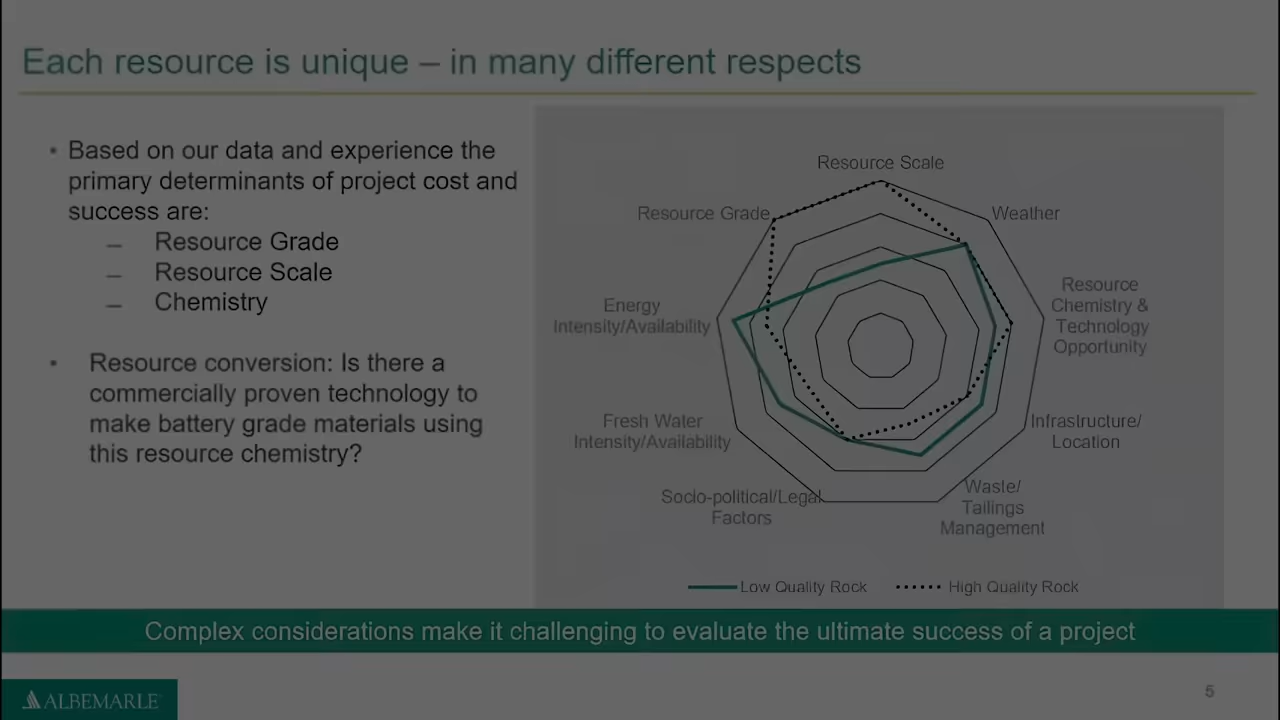 Each resource is unique – in many different respects
• Based on our data and experience the
primary determinants of project cost and
success are:
– Resource Grade
– Resource Scale
– Chemistry
• Resource conversion: Is there a
commercially proven technology to
make battery grade materials using
this resource chemistry?
Resource Scale
Resource Grade
Weather
Resource
Chemistry &
Technology
Opportunity
Energy
Intensity/Availability
Fresh Water
Intensity/Availability
Infrastructure/
Location
Socio-political/Legal
Factors
Waste/
Tailings
Management
Low Quality Rock
High Quality Rock
Complex considerations make it challenging to evaluate the ultimate success of a project
ALBEMARLE
5